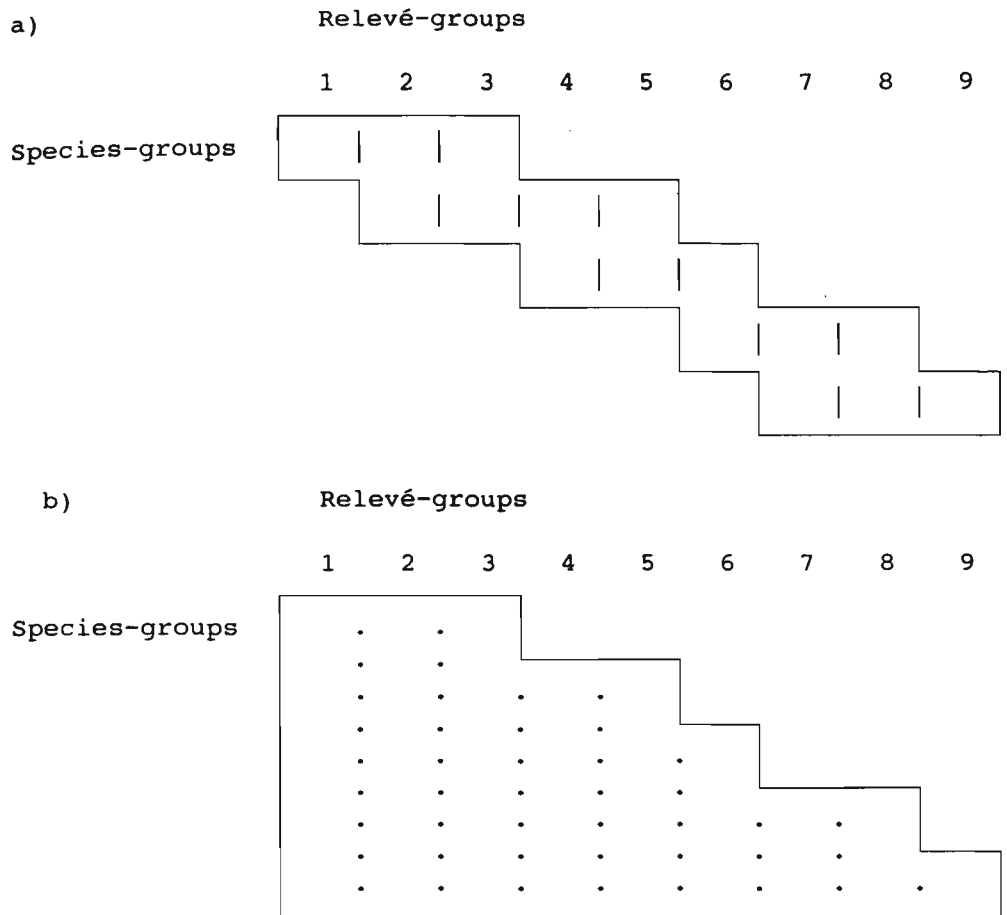 a)
Relevé-groups
1 2 3 4 5 6 7 8 9
Species-groups
b)
Relevé-groups
1 2 3 4 5 6 7 8 9
Species-groups